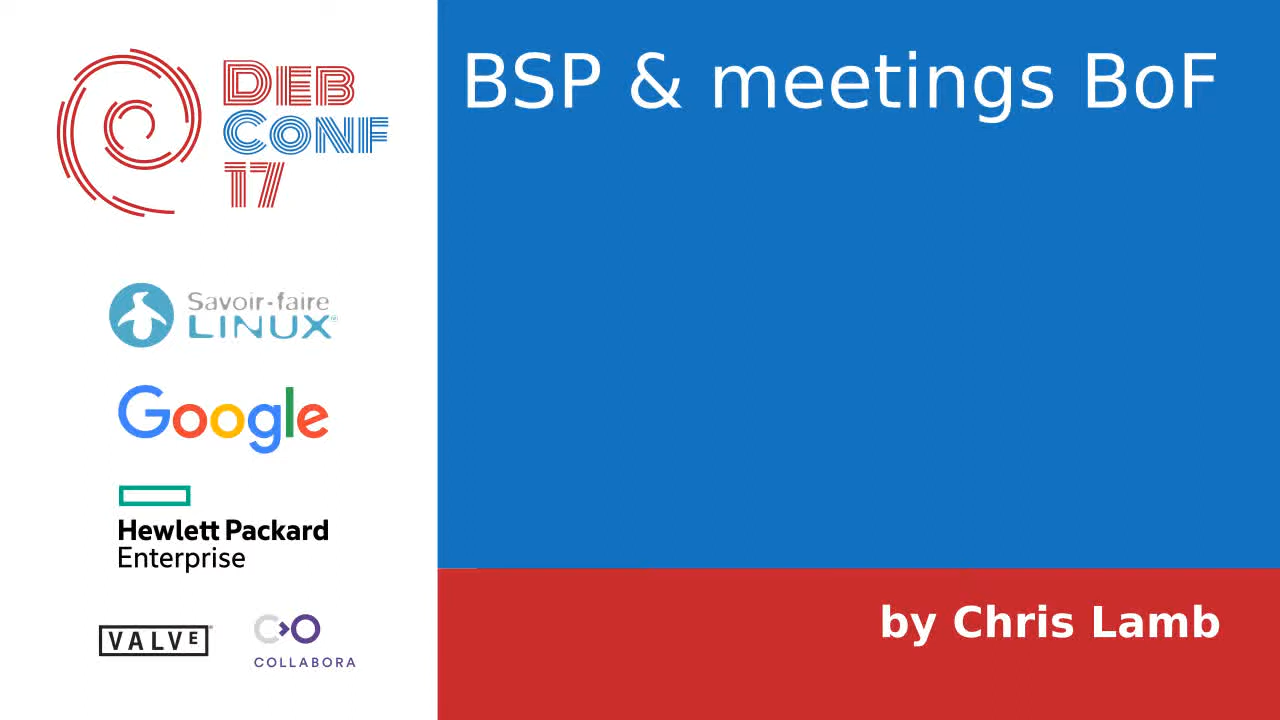 DEB
CONF
17
Savoir-faire
LINUX®
Google
Hewlett Packard
Enterprise
VALVE
COLLABORA
BSP & meetings BoF
by Chris Lamb